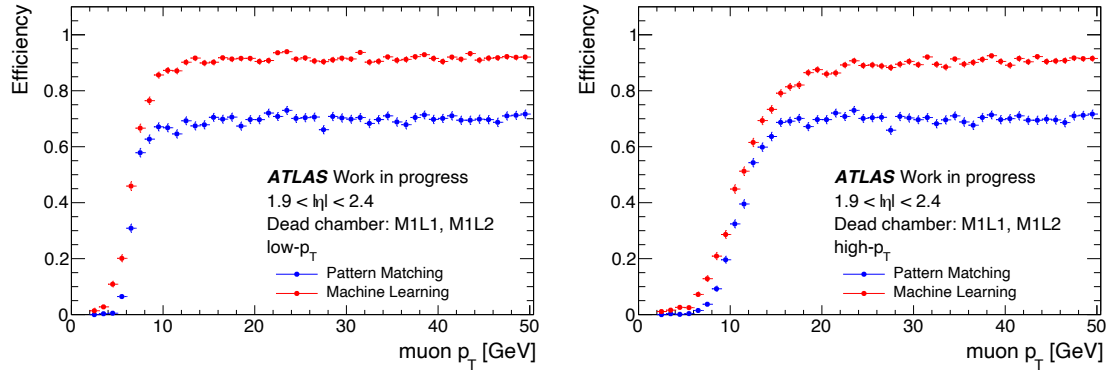 Efficiency
1
0.8
0.6
0.4
0.2
0
ATLAS Work in progress
1.9 < |η| < 2.4
Dead chamber: M1L1, M1L2
low-p_T
Pattern Matching
Machine Learning
0 10 20 30 40 50
muon p_T [GeV]
Efficiency
1
0.8
0.6
0.4
0.2
0
ATLAS Work in progress
1.9 < |η| < 2.4
Dead chamber: M1L1, M1L2
high-p_T
Pattern Matching
Machine Learning
0 10 20 30 40 50
muon p_T [GeV]